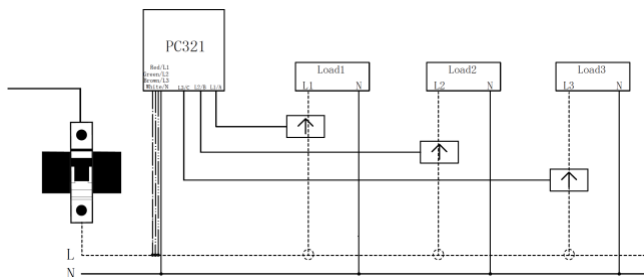 PC321
Red/L1
Green/L2
Brown/L3
White/N
L3/C L2/B L1/A
Load1
L1 N
Load2
L2 N
Load3
L3 N
L
N